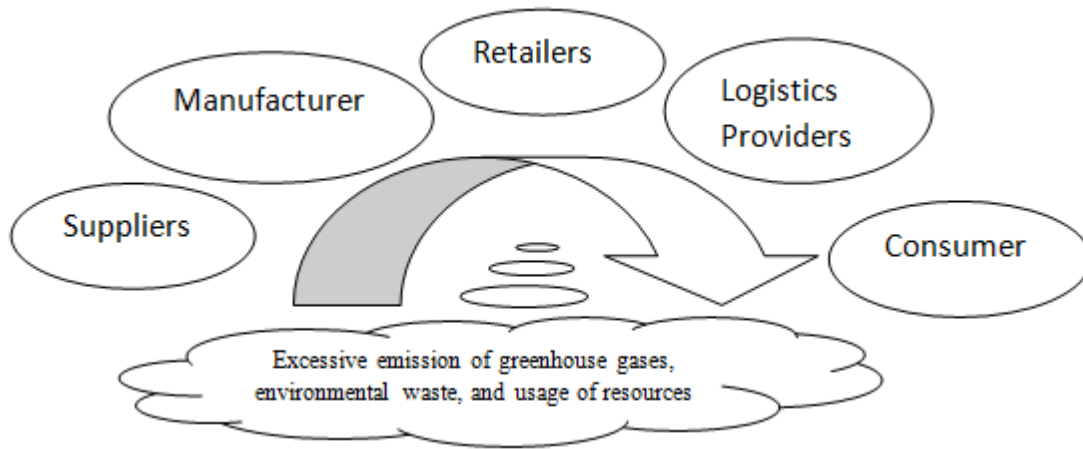 Retailers
Manufacturer
Logistics
Providers
Suppliers
Consumer
Excessive emission of greenhouse gases,
environmental waste, and usage of resources